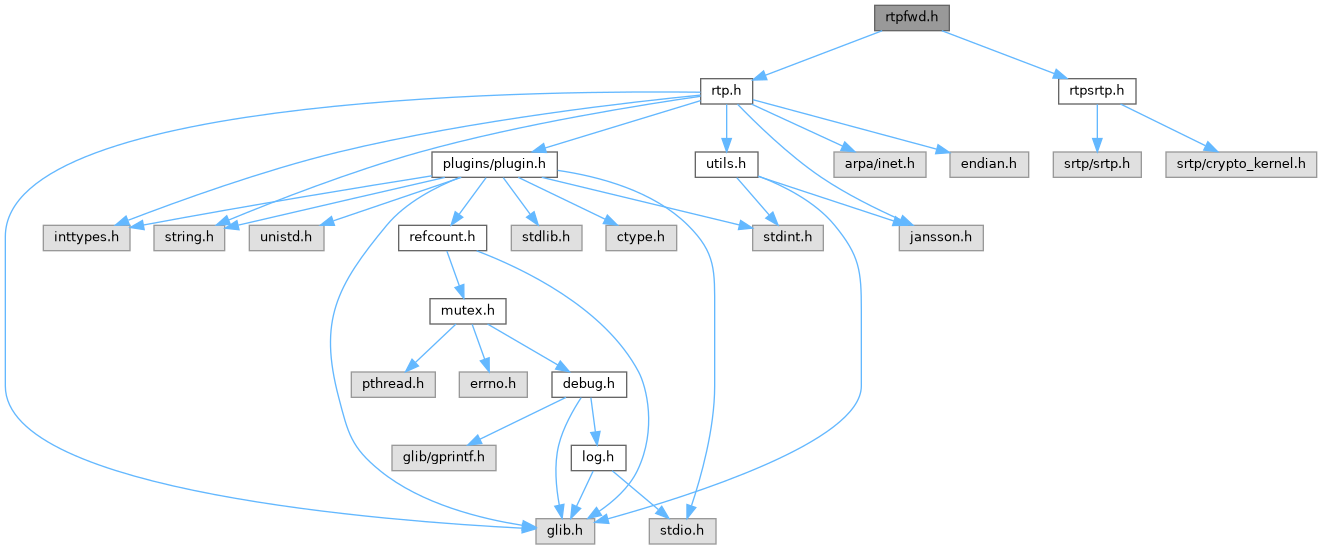 rtpfwd.h
rtp.h
rtpsrtp.h
plugins/plugin.h
utils.h
arpa/inet.h
endian.h
srtp/srtp.h
srtp/crypto_kernel.h
inttypes.h
string.h
unistd.h
refcount.h
stdlib.h
ctype.h
stdint.h
jansson.h
mutex.h
pthread.h
errno.h
debug.h
glib/gprintf.h
log.h
glib.h
stdio.h